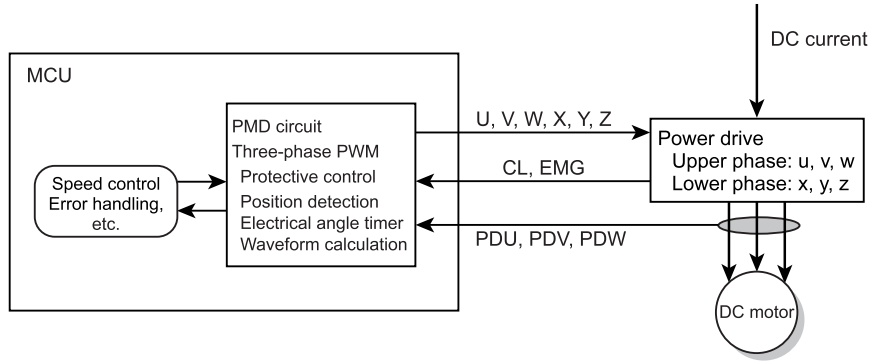 DC current
MCU
PMD circuit
Three-phase PWM
Protective control
Position detection
Electrical angle timer
Waveform calculation
Speed control
Error handling,
etc.
U, V, W, X, Y, Z
CL, EMG
PDU, PDV, PDW
Power drive
Upper phase: u, v, w
Lower phase: x, y, z
DC motor